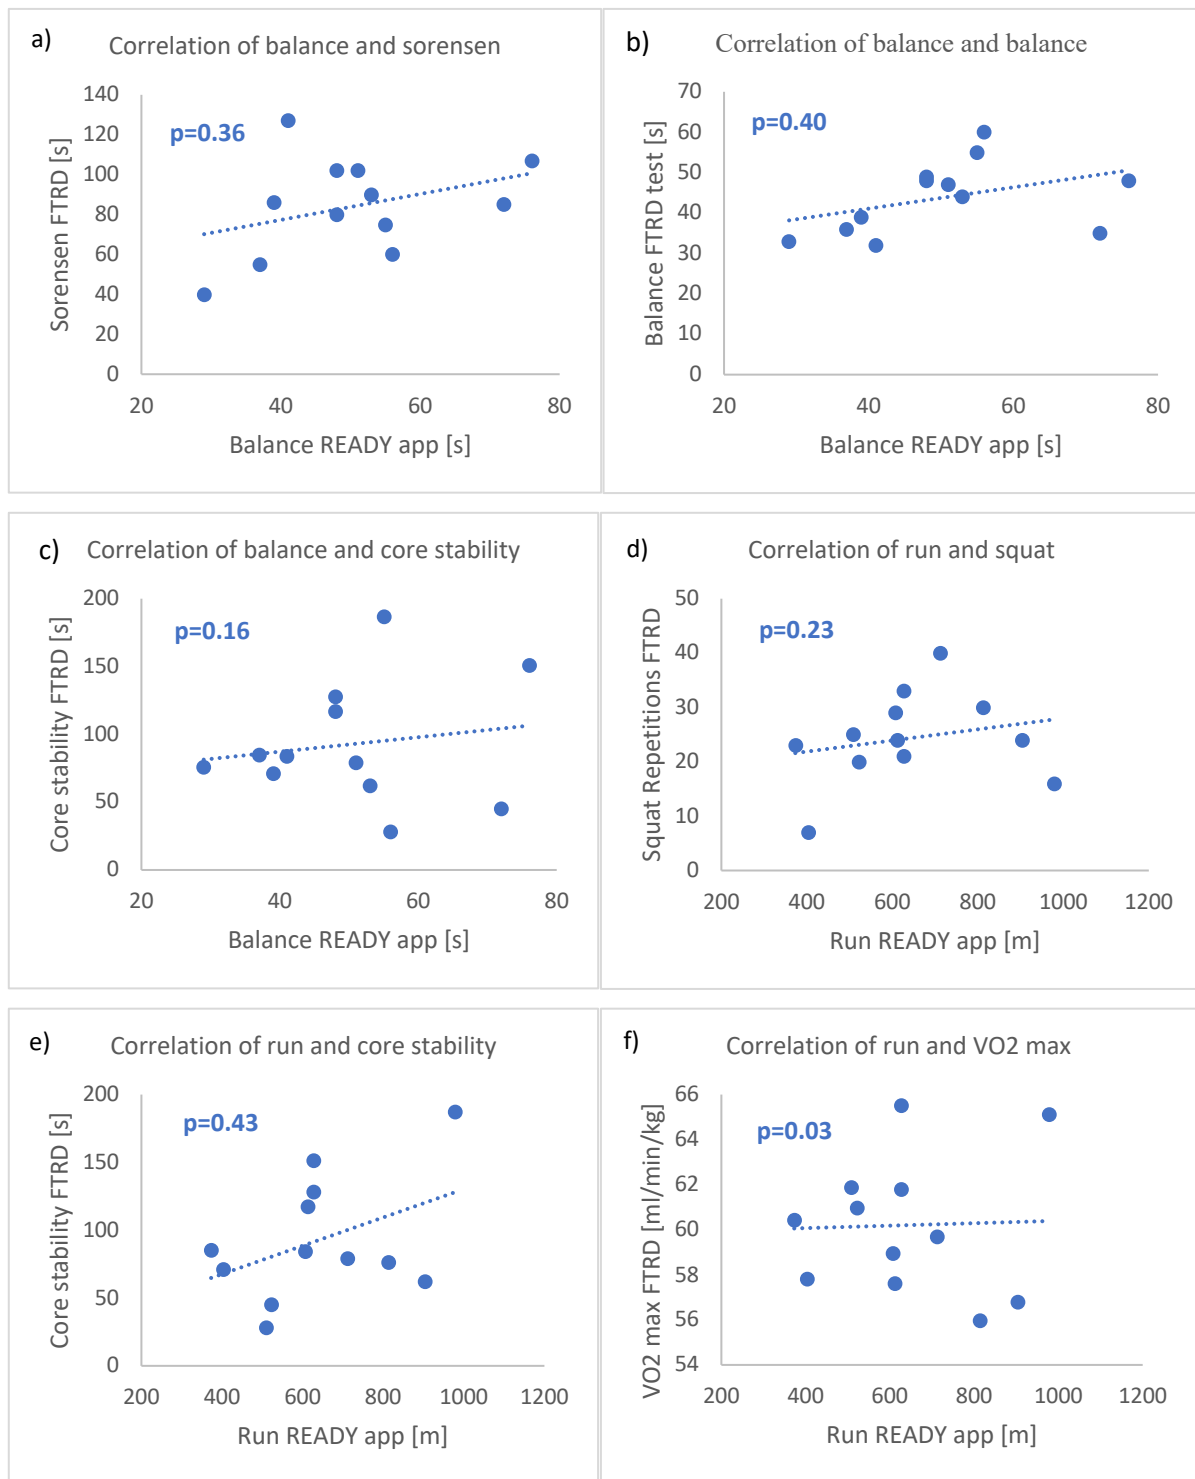 a)
Correlation of balance and sorensen
p=0.36
Sorensen FTRD [s]
140
120
100
80
60
40
20
0
20 40 60 80
Balance READY app [s]
b)
Correlation of balance and balance
p=0.40
Balance FTRD test [s]
70
60
50
40
30
20
10
0
20 40 60 80
Balance READY app [s]
c)
Correlation of balance and core stability
p=0.16
Core stability FTRD [s]
200
150
100
50
0
20 40 60 80
Balance READY app [s]
d)
Correlation of run and squat
p=0.23
Squat Repetitions FTRD
50
40
30
20
10
0
200 400 600 800 1000 1200
Run READY app [m]
e)
Correlation of run and core stability
p=0.43
Core stability FTRD [s]
200
150
100
50
0
200 400 600 800 1000 1200
Run READY app [m]
f)
Correlation of run and VO2 max
p=0.03
VO2 max FTRD [ml/min/kg]
66
64
62
60
58
56
54
200 400 600 800 1000 1200
Run READY app [m]